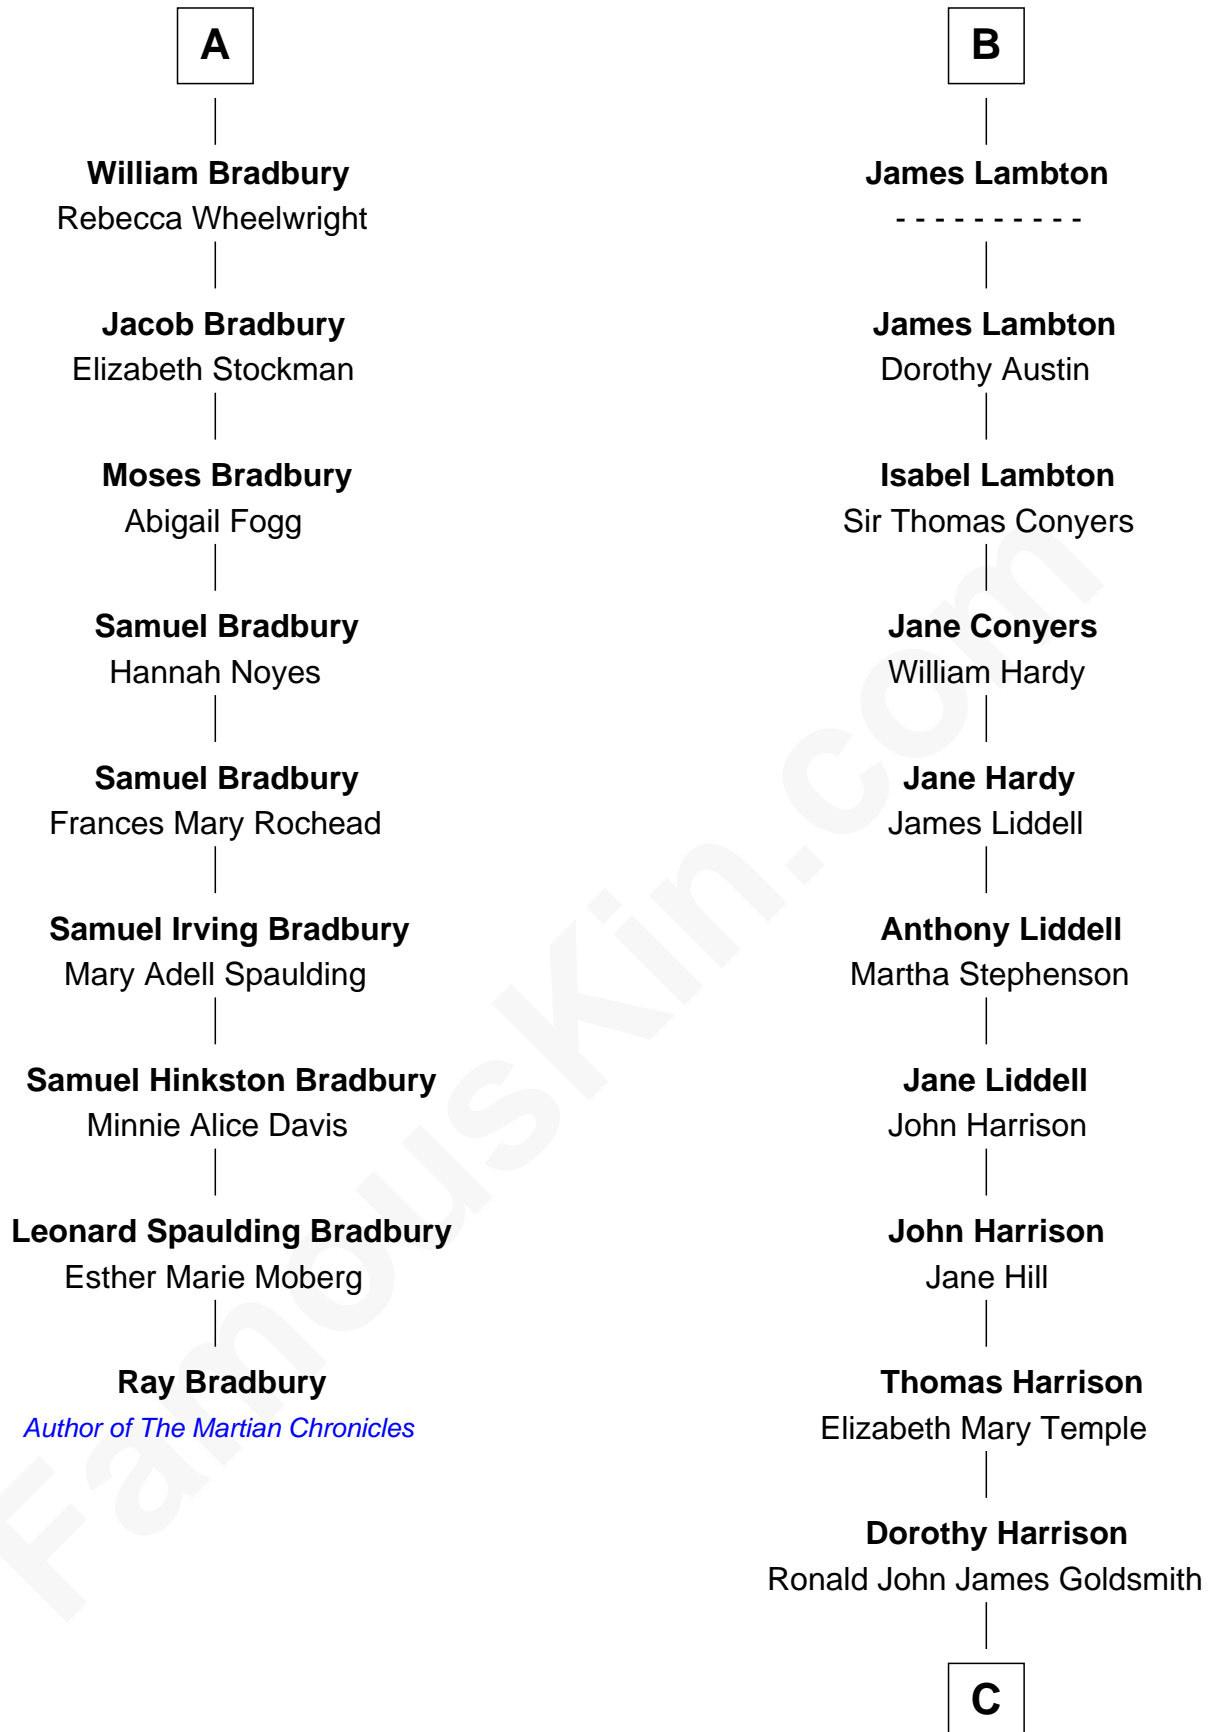 A
William Bradbury
Rebecca Wheelwright
Jacob Bradbury
Elizabeth Stockman
Moses Bradbury
Abigail Fogg
Samuel Bradbury
Hannah Noyes
Samuel Bradbury
Frances Mary Rochead
Samuel Irving Bradbury
Mary Adell Spaulding
Samuel Hinkston Bradbury
Minnie Alice Davis
Leonard Spaulding Bradbury
Esther Marie Moberg
Ray Bradbury
Author of The Martian Chronicles
B
James Lambton
- - - - - - - - - -
James Lambton
Dorothy Austin
Isabel Lambton
Sir Thomas Conyers
Jane Conyers
William Hardy
Jane Hardy
James Liddell
Anthony Liddell
Martha Stephenson
Jane Liddell
John Harrison
John Harrison
Jane Hill
Thomas Harrison
Elizabeth Mary Temple
Dorothy Harrison
Ronald John James Goldsmith
C
FamousKin.com